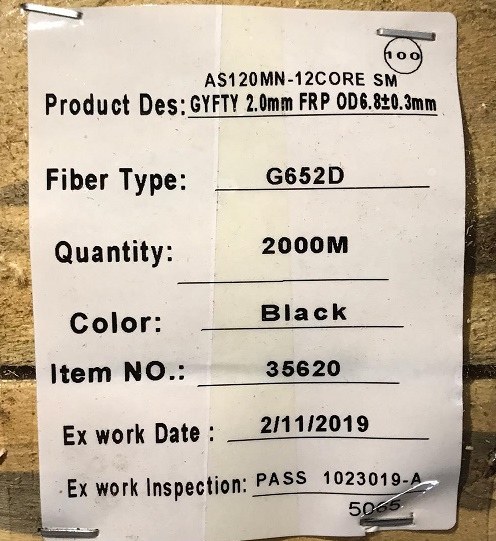 100
AS120MN-12CORE SM
Product Des: GYFTY 2.0mm FRP OD6.8±0.3mm
Fiber Type: G652D
Quantity: 2000M
Color: Black
Item NO.: 35620
Ex work Date : 2/11/2019
Ex work Inspection: PASS 1023019-A